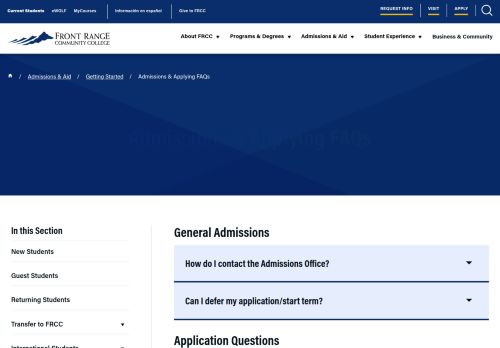 Current Students eWOLF MyCourses Información en español Give to FRCC REQUEST INFO VISIT APPLY
FRONT RANGE
COMMUNITY COLLEGE
About FRCC Programs & Degrees Admissions & Aid Student Experience Business & Community
/ Admissions & Aid / Getting Started / Admissions & Applying FAQs
Admissions & Applying FAQs
In this Section
New Students
Guest Students
Returning Students
Transfer to FRCC
International Students
General Admissions
How do I contact the Admissions Office?
Can I defer my application/start term?
Application Questions